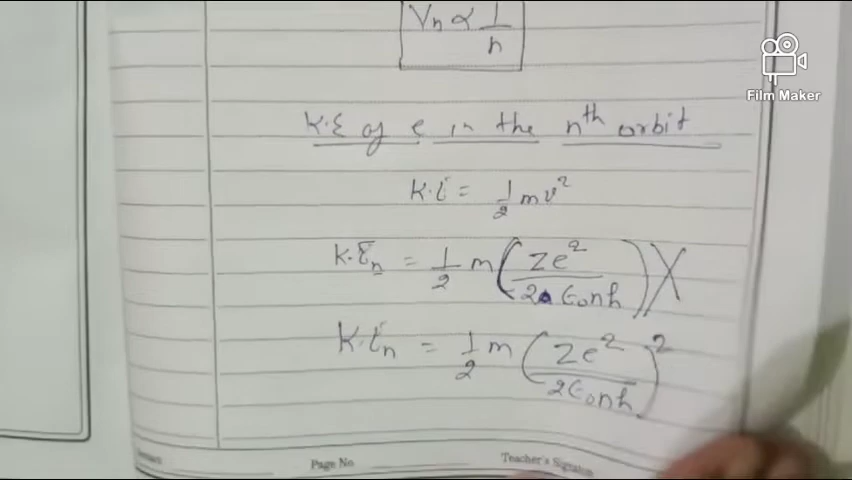 Vn ∝ 1/n
Film Maker
K.E of e in the nth orbit
K.E = 1/2 mv²
K.En = 1/2 m(Ze²/2ε₀nh) X
K.En = 1/2 m(Ze²/2ε₀nh)²
Page No
Teacher's Signature